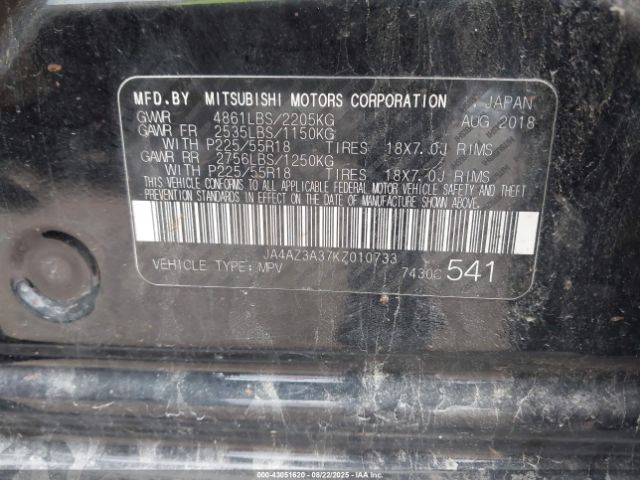 MFD.BY MITSUBISHI MOTORS CORPORATION JAPAN
GVWR 4861LBS/2205KG AUG 2018
GAWR FR 2535LBS/1150KG
WITH P225/55R18 TIRES 18X7.0J RIMS
GAWR RR 2756LBS/1250KG
WITH P225/55R18 TIRES 18X7.0J RIMS
THIS VEHICLE CONFORMS TO ALL APPLICABLE FEDERAL MOTOR VEHICLE SAFETY AND THEFT
PREVENTION STANDARDS IN EFFECT ON THE DATE OF MANUFACTURE SHOWN ABOVE.
JA4AZ3A37KZ010733
VEHICLE TYPE:MPV 7430C 541
000-43051620 - 08/22/2025 - IAAI.COM